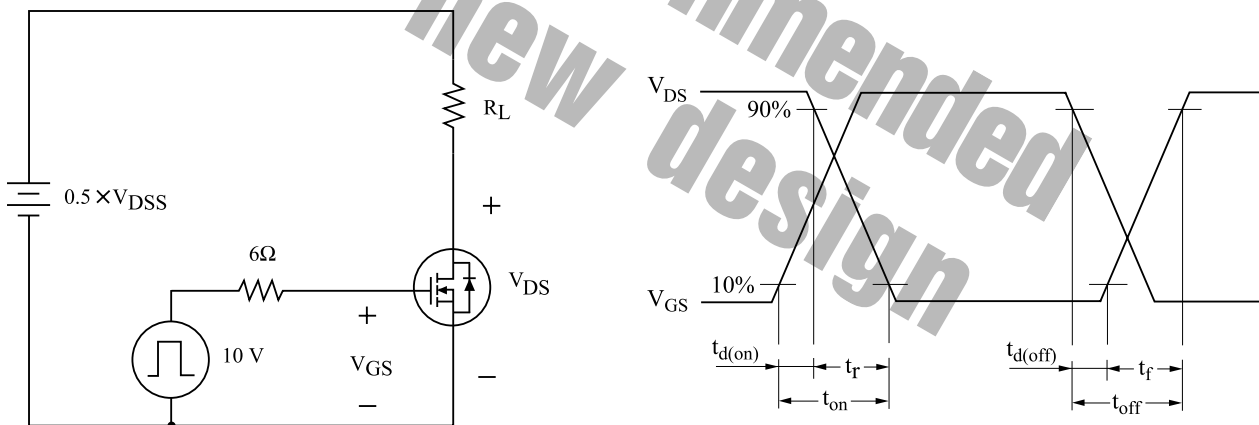 new
mmended
design
R_L
0.5 × V_DSS
+
6Ω
V_DS
+
10 V
V_GS
−
−
V_DS
90%
V_GS
10%
t_d(on)
t_r
t_on
t_d(off)
t_f
t_off